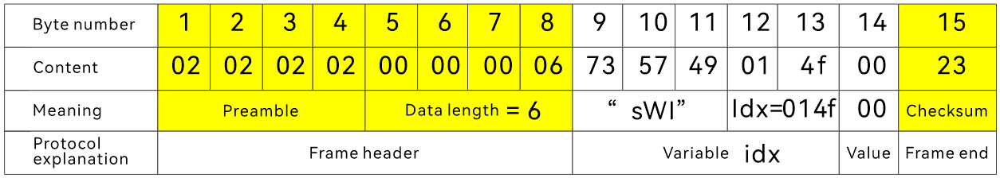 Byte number 1 2 3 4 5 6 7 8 9 10 11 12 13 14 15
Content 02 02 02 02 00 00 00 06 73 57 49 01 4f 00 23
Meaning Preamble Data length = 6 “ sWI” Idx=014f 00 Checksum
Protocol explanation Frame header Variable idx Value Frame end